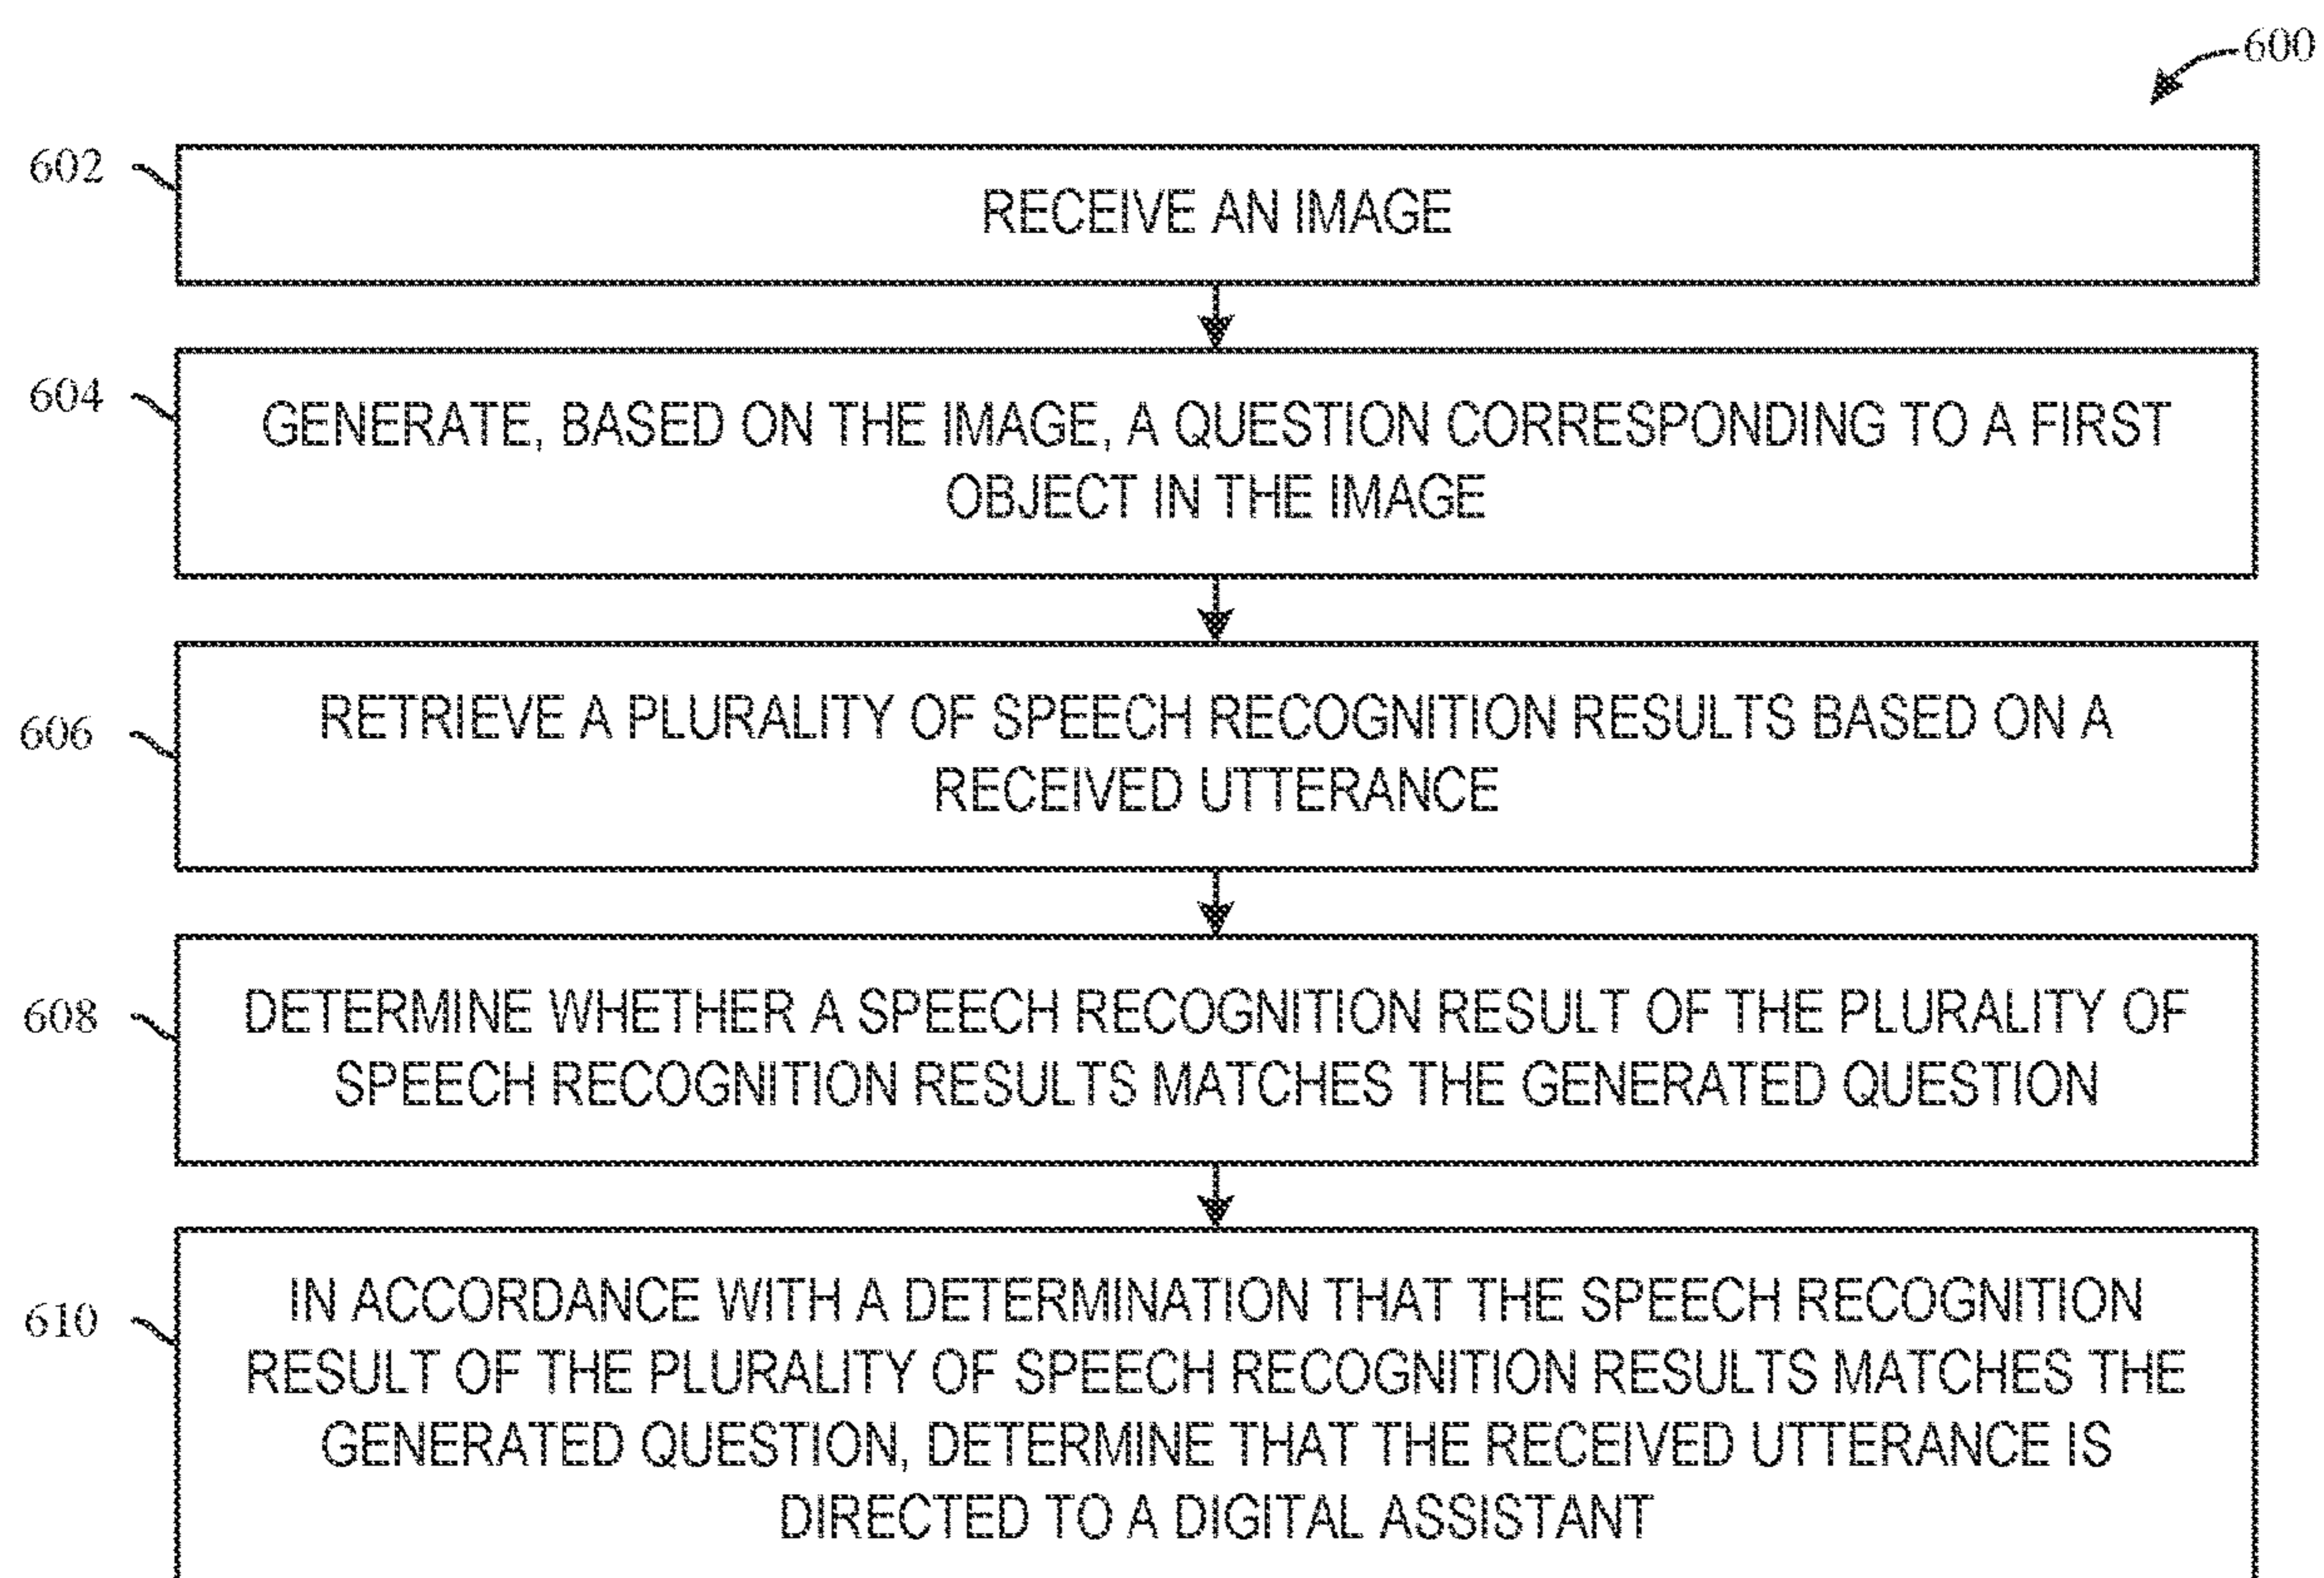 600
602
RECEIVE AN IMAGE
604
GENERATE, BASED ON THE IMAGE, A QUESTION CORRESPONDING TO A FIRST
OBJECT IN THE IMAGE
606
RETRIEVE A PLURALITY OF SPEECH RECOGNITION RESULTS BASED ON A
RECEIVED UTTERANCE
608
DETERMINE WHETHER A SPEECH RECOGNITION RESULT OF THE PLURALITY OF
SPEECH RECOGNITION RESULTS MATCHES THE GENERATED QUESTION
610
IN ACCORDANCE WITH A DETERMINATION THAT THE SPEECH RECOGNITION
RESULT OF THE PLURALITY OF SPEECH RECOGNITION RESULTS MATCHES THE
GENERATED QUESTION, DETERMINE THAT THE RECEIVED UTTERANCE IS
DIRECTED TO A DIGITAL ASSISTANT